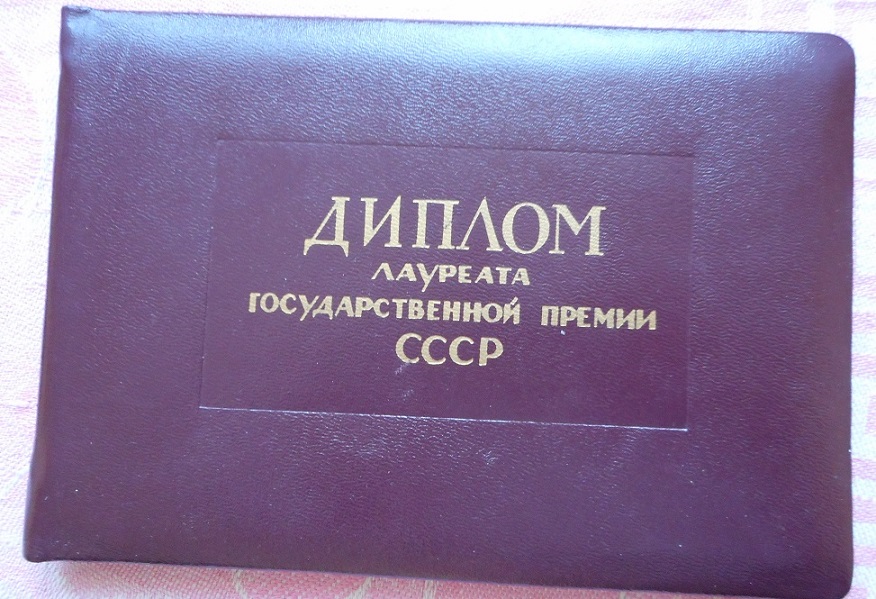 ДИПЛОМ
ЛАУРЕАТА
ГОСУДАРСТВЕННОЙ ПРЕМИИ
СССР